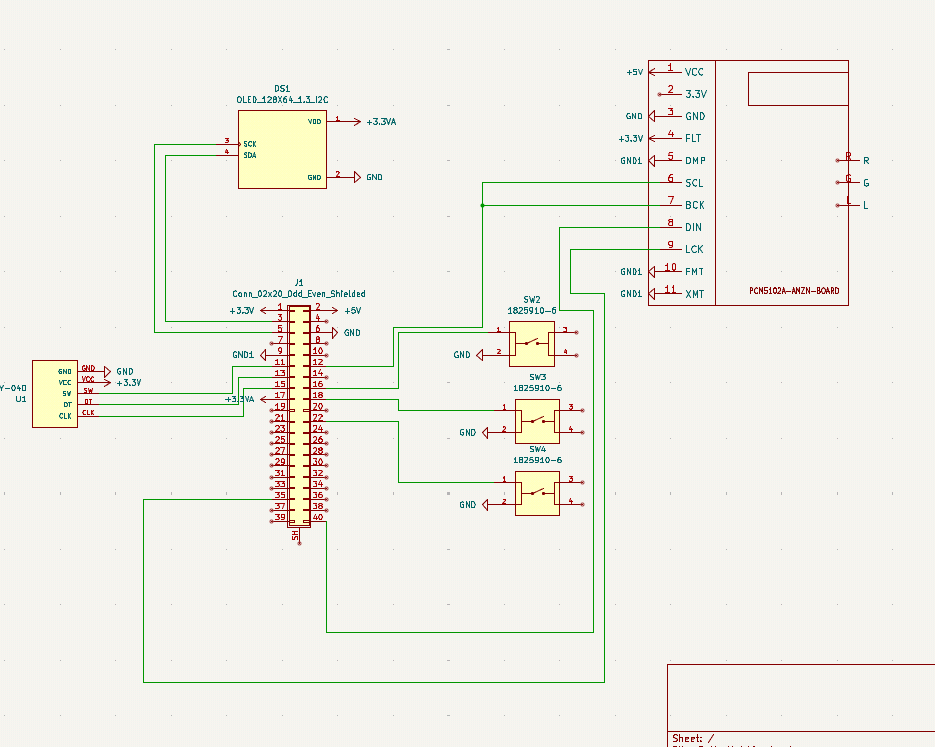 DS1
OLED_128X64_1.3_I2C
VDD 1 +3.3VA
3 SCK
4 SDA
GND 2 GND
+5V 1 VCC
2 3.3V
GND 3 GND
+3.3V 4 FLT
GND1 5 DMP
6 SCL
7 BCK
8 DIN
9 LCK
GND1 10 FMT
GND1 11 XMT
R R
G G
L L
PCM5102A-AMZN-BOARD
J1
Conn_02x20_Odd_Even_Shielded
+3.3V 1 2 +5V
3 4
5 6 GND
7 8
GND1 9 10
11 12
13 14
15 16
+3.3VA 17 18
19 20
21 22
23 24
25 26
27 28
29 30
31 32
33 34
35 36
37 38
39 40
SH
Y-040
U1
GND GND GND
VCC VCC +3.3V
SW SW
DT DT
CLK CLK
SW2
1825910-6
1 3
GND 2 4
SW3
1825910-6
1 3
GND 2 4
SW4
1825910-6
1 3
GND 2 4
Sheet: /